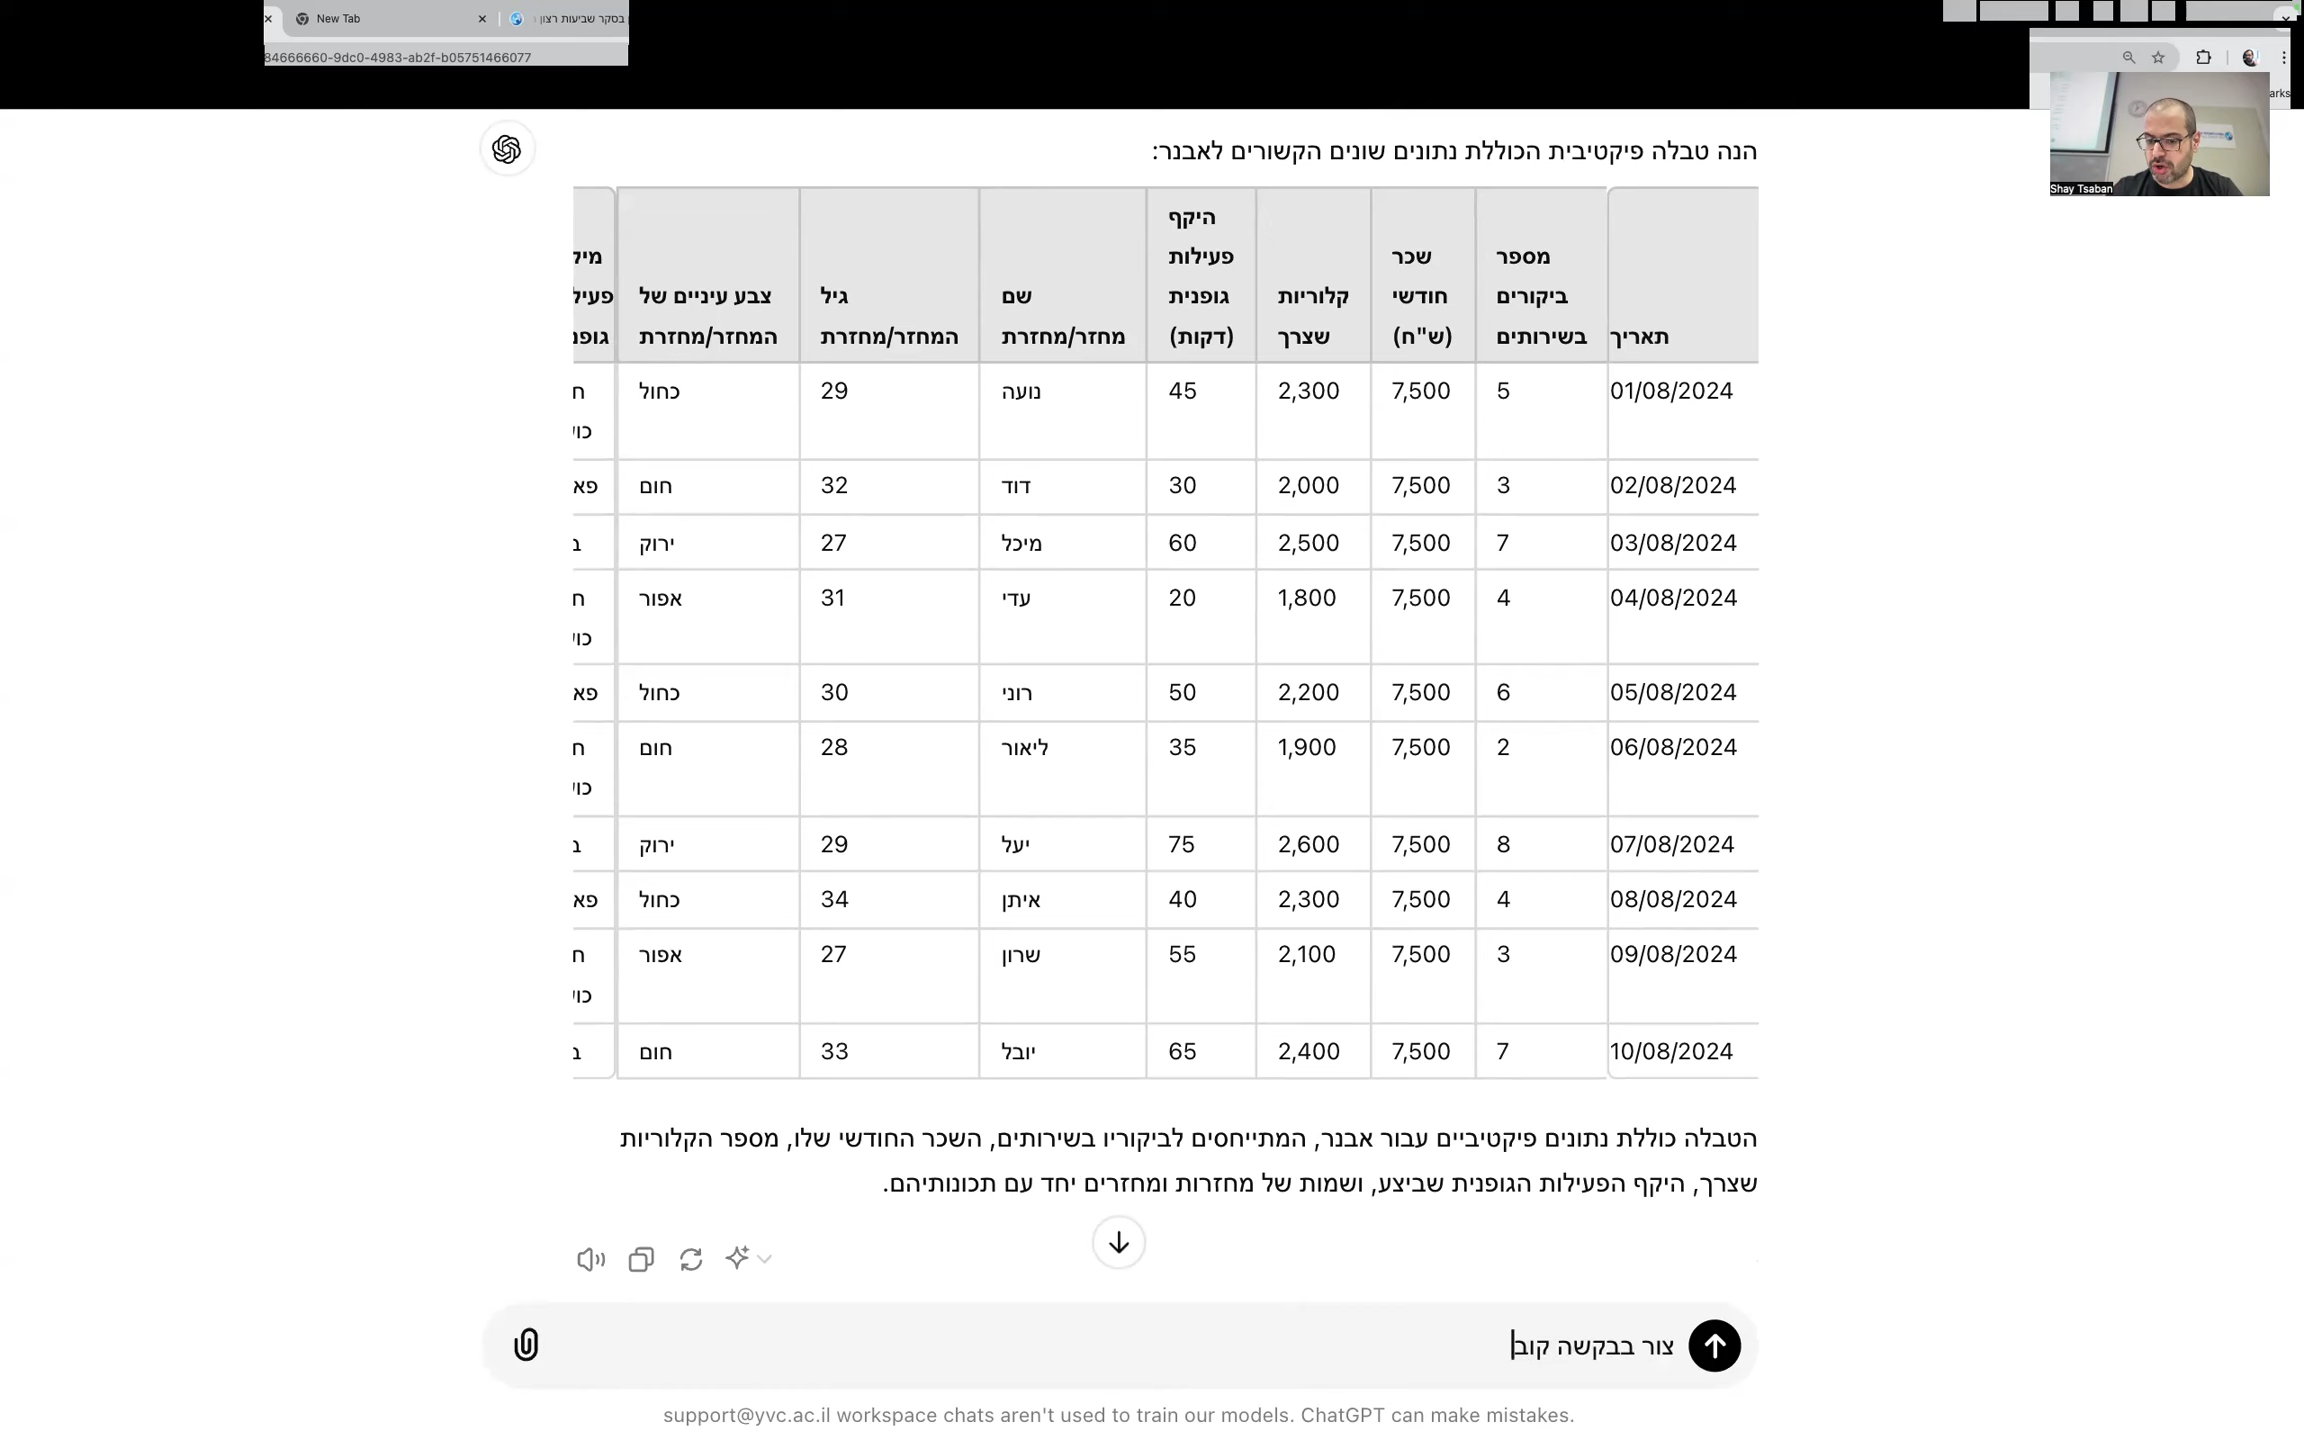 New Tab
בסקר שביעות רצון
84666660-9dc0-4983-ab2f-b05751466077
arks
Shay Tsaban
הנה טבלה פיקטיבית הכוללת נתונים שונים הקשורים לאבנר:
תאריך | מספר ביקורים בשירותים | שכר חודשי (ש"ח) | קלוריות שצרך | היקף פעילות גופנית (דקות) | שם מחזר/מחזרת | גיל המחזר/מחזרת | צבע עיניים של המחזר/מחזרת
01/08/2024 | 5 | 7,500 | 2,300 | 45 | נועה | 29 | כחול
02/08/2024 | 3 | 7,500 | 2,000 | 30 | דוד | 32 | חום
03/08/2024 | 7 | 7,500 | 2,500 | 60 | מיכל | 27 | ירוק
04/08/2024 | 4 | 7,500 | 1,800 | 20 | עדי | 31 | אפור
05/08/2024 | 6 | 7,500 | 2,200 | 50 | רוני | 30 | כחול
06/08/2024 | 2 | 7,500 | 1,900 | 35 | ליאור | 28 | חום
07/08/2024 | 8 | 7,500 | 2,600 | 75 | יעל | 29 | ירוק
08/08/2024 | 4 | 7,500 | 2,300 | 40 | איתן | 34 | כחול
09/08/2024 | 3 | 7,500 | 2,100 | 55 | שרון | 27 | אפור
10/08/2024 | 7 | 7,500 | 2,400 | 65 | יובל | 33 | חום
הטבלה כוללת נתונים פיקטיביים עבור אבנר, המתייחסים לביקוריו בשירותים, השכר החודשי שלו, מספר הקלוריות
שצרך, היקף הפעילות הגופנית שביצע, ושמות של מחזרות ומחזרים יחד עם תכונותיהם.
צור בבקשה קוב
support@yvc.ac.il workspace chats aren't used to train our models. ChatGPT can make mistakes.